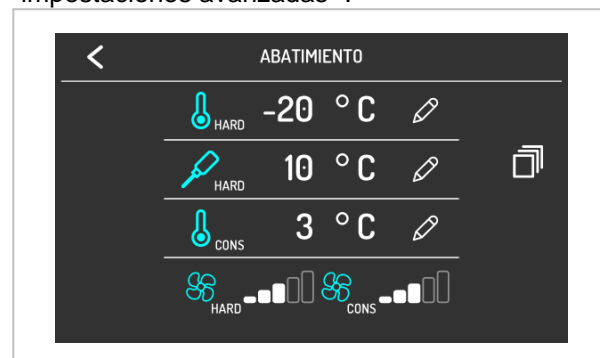 impostaciones avanzadas".
ABATIMIENTO
HARD -20 °C
HARD 10 °C
CONS 3 °C
HARD CONS